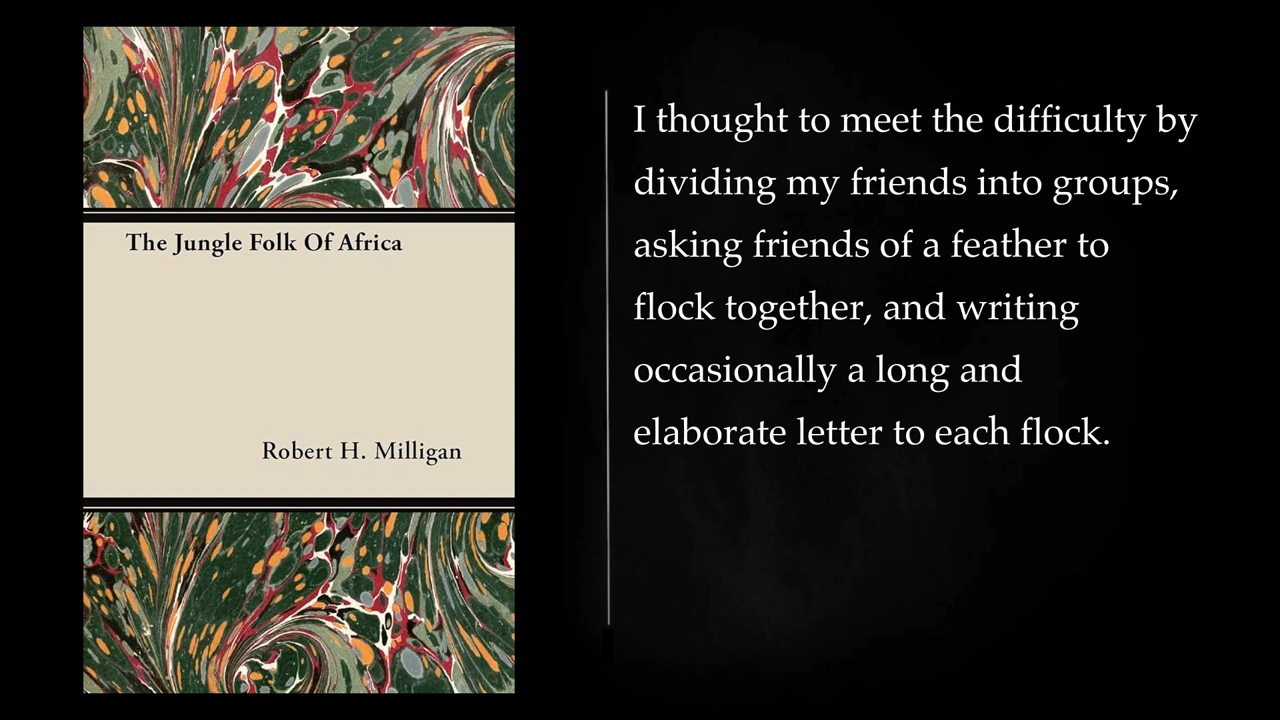 The Jungle Folk Of Africa
Robert H. Milligan
I thought to meet the difficulty by
dividing my friends into groups,
asking friends of a feather to
flock together, and writing
occasionally a long and
elaborate letter to each flock.